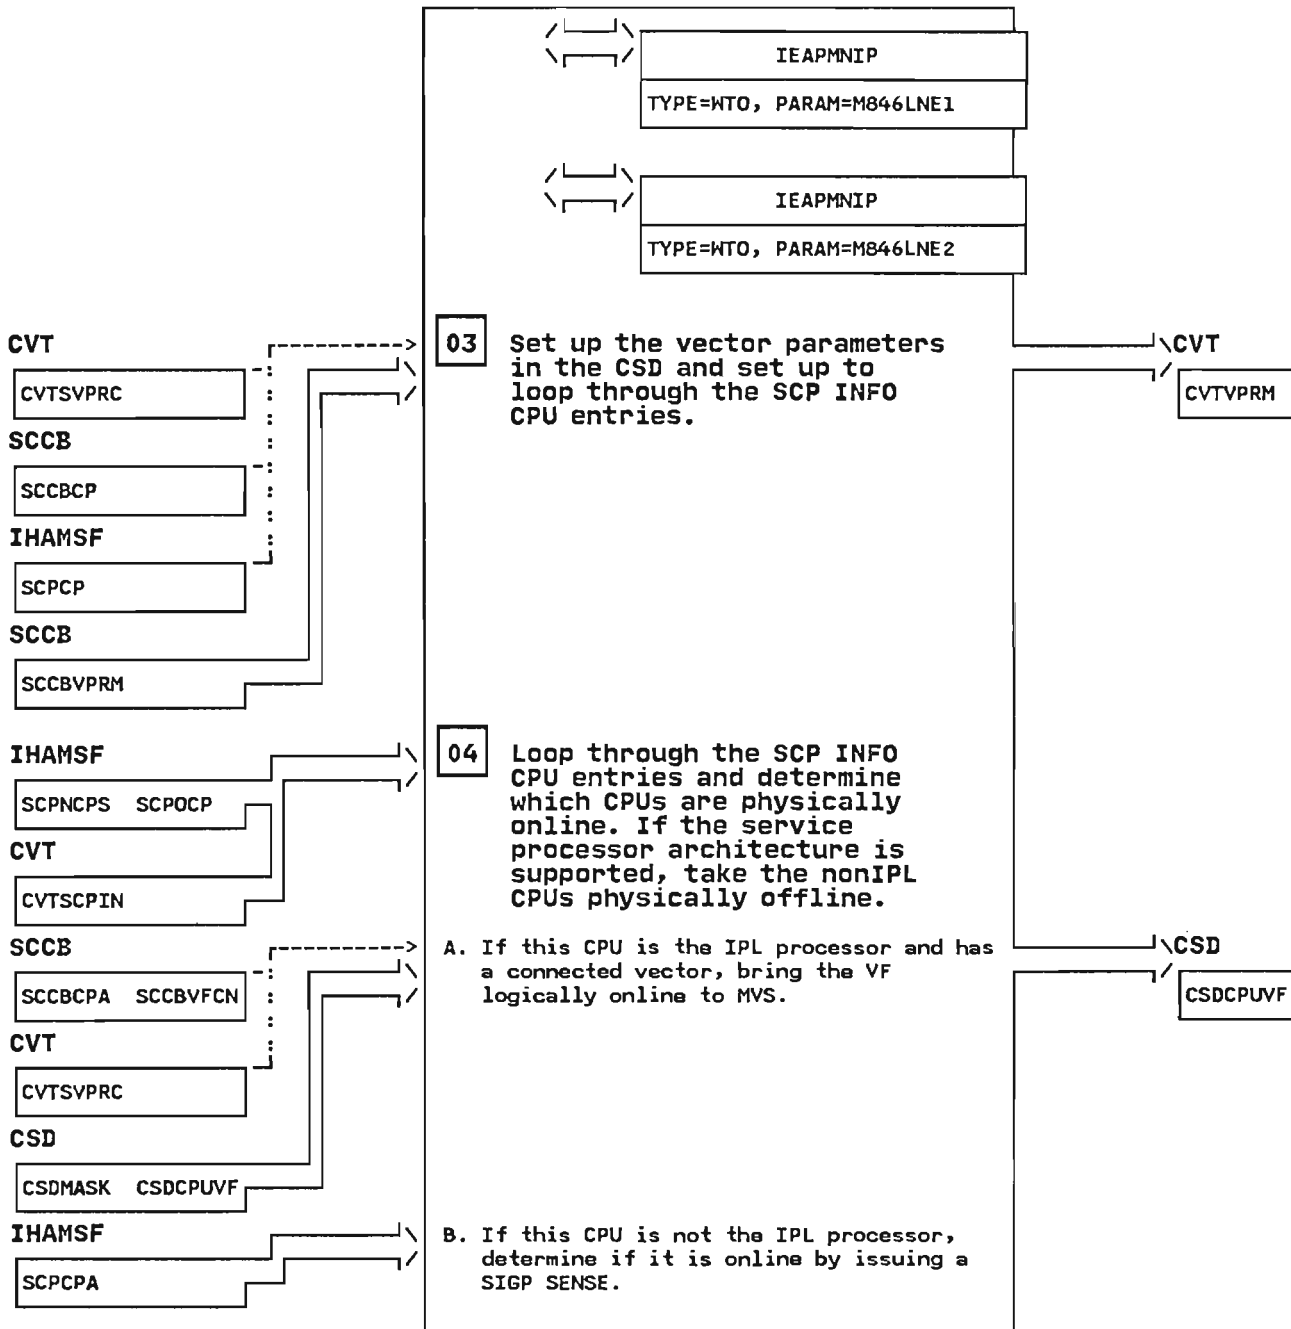 IEAPMNIP
TYPE=WTO, PARAM=M846LNE1
IEAPMNIP
TYPE=WTO, PARAM=M846LNE2
CVT
CVTSVPRC
SCCB
SCCBCP
IHAMSF
SCPCP
SCCB
SCCBVPRM
03 Set up the vector parameters
in the CSD and set up to
loop through the SCP INFO
CPU entries.
CVT
CVTVPRM
IHAMSF
SCPNCPS SCPOCP
CVT
CVTSCPIN
04 Loop through the SCP INFO
CPU entries and determine
which CPUs are physically
online. If the service
processor architecture is
supported, take the nonIPL
CPUs physically offline.
SCCB
SCCBCPA SCCBVFCN
CVT
CVTSVPRC
CSD
CSDMASK CSDCPUVF
A. If this CPU is the IPL processor and has
a connected vector, bring the VF
logically online to MVS.
CSD
CSDCPUVF
IHAMSF
SCPCPA
B. If this CPU is not the IPL processor,
determine if it is online by issuing a
SIGP SENSE.